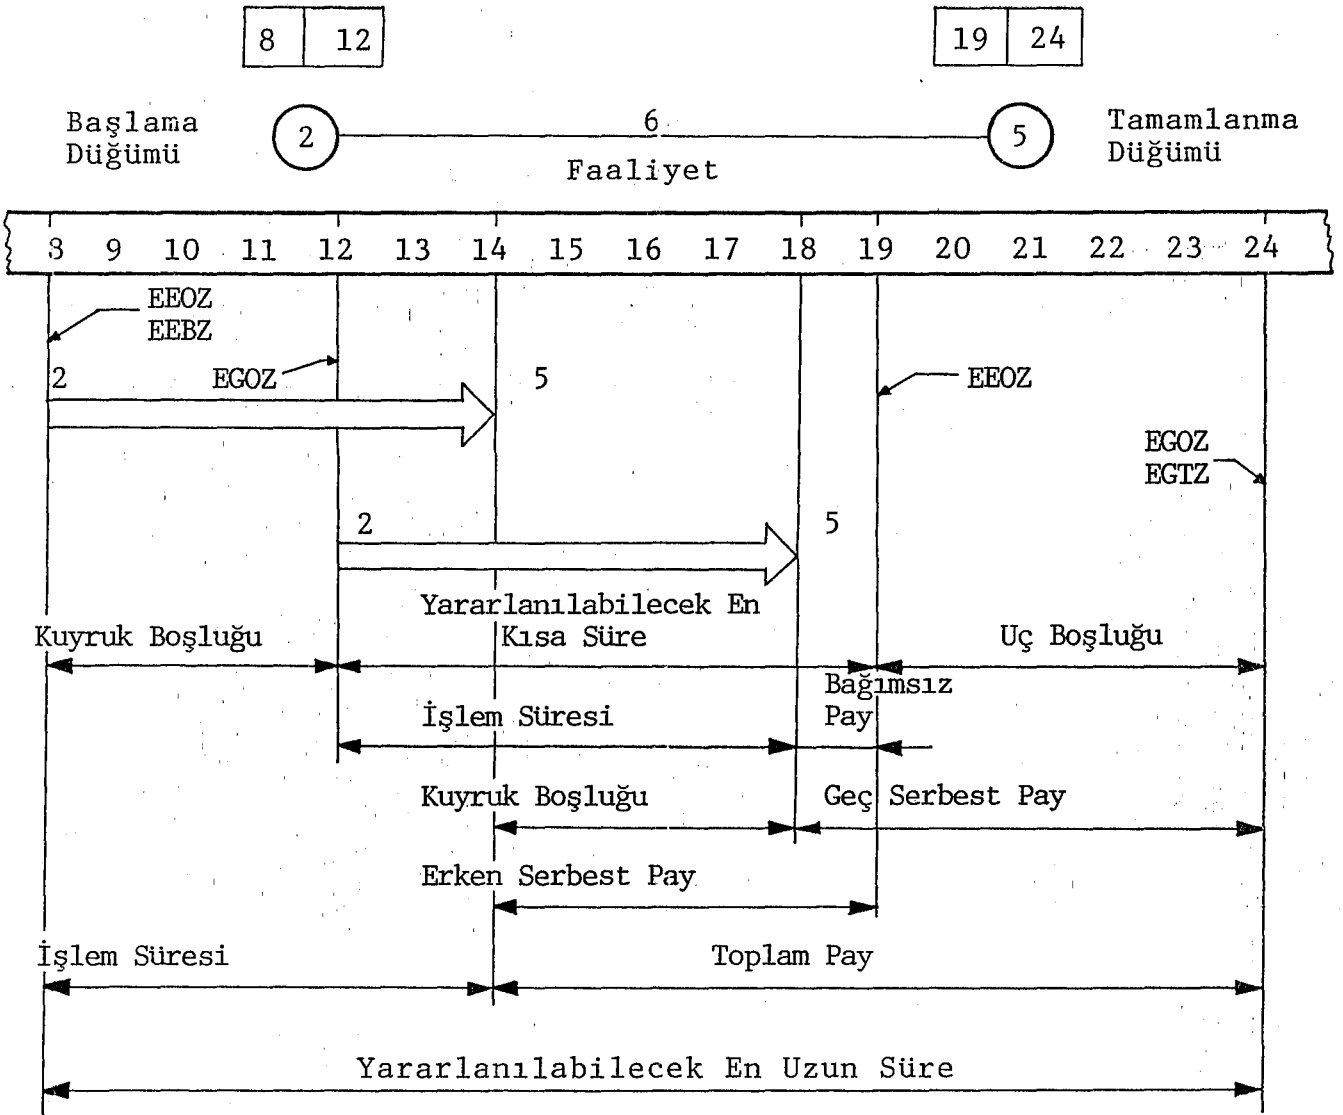 8 12 19 24
Başlama
Düğümü
2
6
Faaliyet
5
Tamamlanma
Düğümü
8 9 10 11 12 13 14 15 16 17 18 19 20 21 22 23 24
EEOZ
EEBZ
2
EGOZ
5
EEOZ
EGOZ
EGTZ
2
5
Yararlanılabilecek En
Kısa Süre
Kuyruk Boşluğu
Uç Boşluğu
Bağımsız
Pay
İşlem Süresi
Kuyruk Boşluğu
Geç Serbest Pay
Erken Serbest Pay
İşlem Süresi
Toplam Pay
Yararlanılabilecek En Uzun Süre